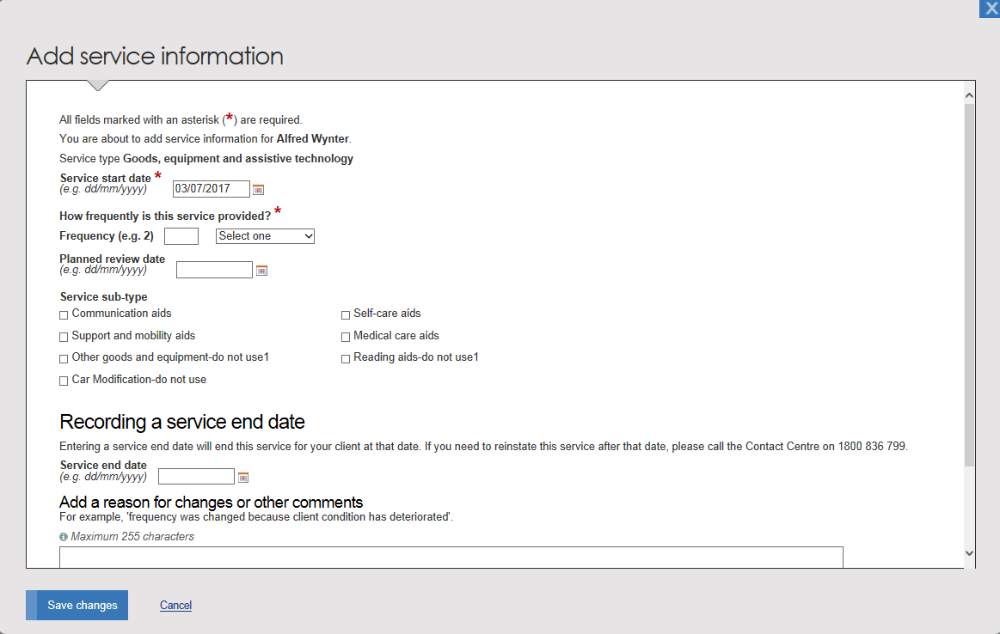 X
Add service information
All fields marked with an asterisk (*) are required.
You are about to add service information for Alfred Wynter.
Service type Goods, equipment and assistive technology
Service start date *
(e.g. dd/mm/yyyy) 03/07/2017
How frequently is this service provided? *
Frequency (e.g. 2) Select one
Planned review date
(e.g. dd/mm/yyyy)
Service sub-type
Communication aids Self-care aids
Support and mobility aids Medical care aids
Other goods and equipment-do not use1 Reading aids-do not use1
Car Modification-do not use
Recording a service end date
Entering a service end date will end this service for your client at that date. If you need to reinstate this service after that date, please call the Contact Centre on 1800 836 799.
Service end date
(e.g. dd/mm/yyyy)
Add a reason for changes or other comments
For example, 'frequency was changed because client condition has deteriorated'.
Maximum 255 characters
Save changes Cancel